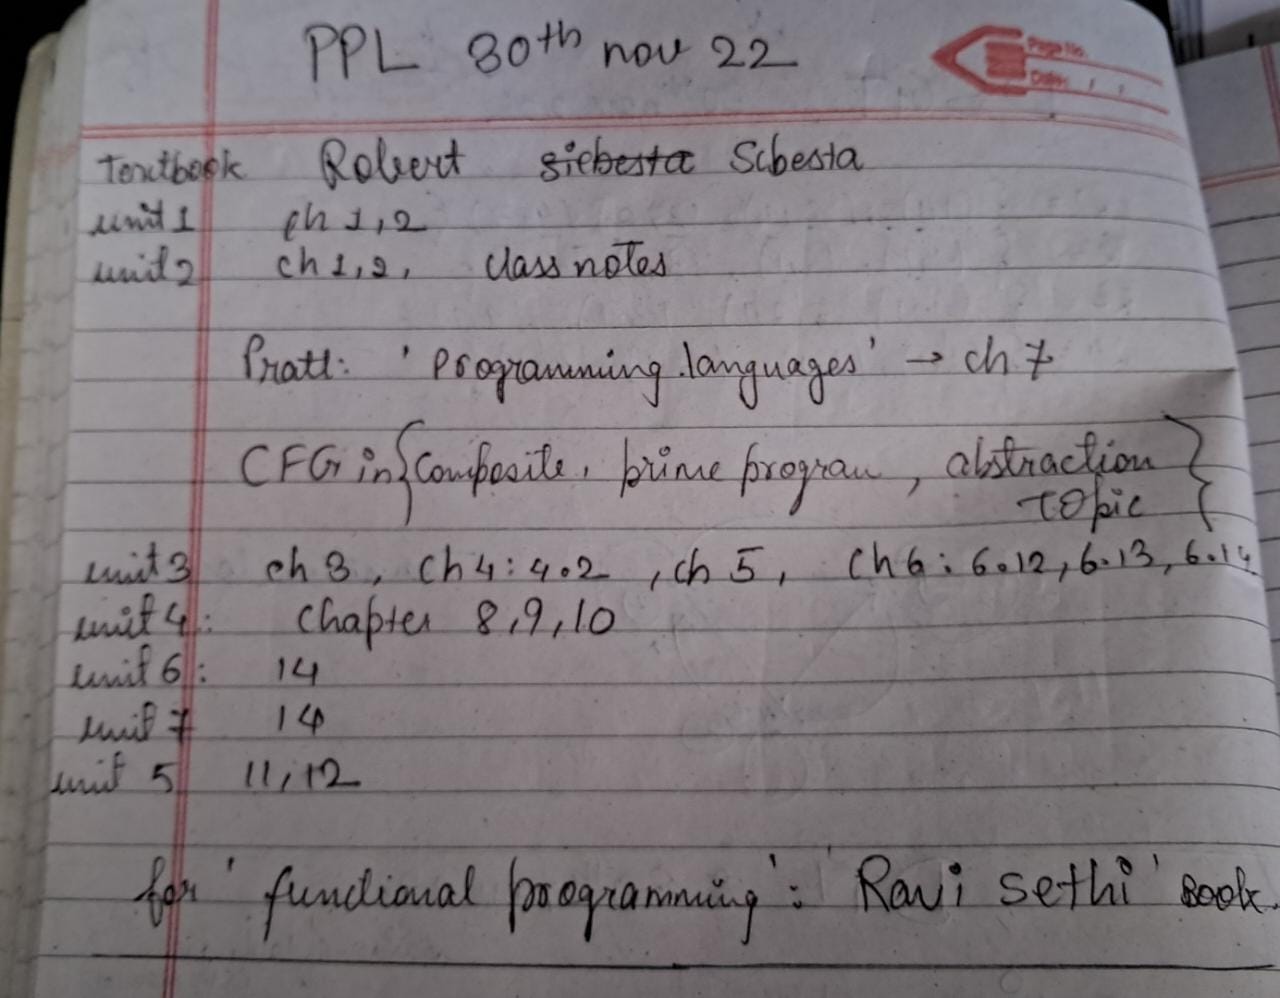 PPL 30th nov 22
Page No.
Date: / /
Textbook Robert siebesta Sebesta
unit 1 ch 1,2
unit 2 ch 1,2, class notes
Pratt: 'Programming languages' → ch 7
CFG in {Composite, prime program, abstraction
topic}
unit 3 ch 3, ch 4: 4.2, ch 5, ch 6: 6.12, 6.13, 6.14
unit 4: chapter 8,9,10
unit 6: 14
unit 7 14
unit 5 11,12
for 'functional programming': 'Ravi sethi' Book.